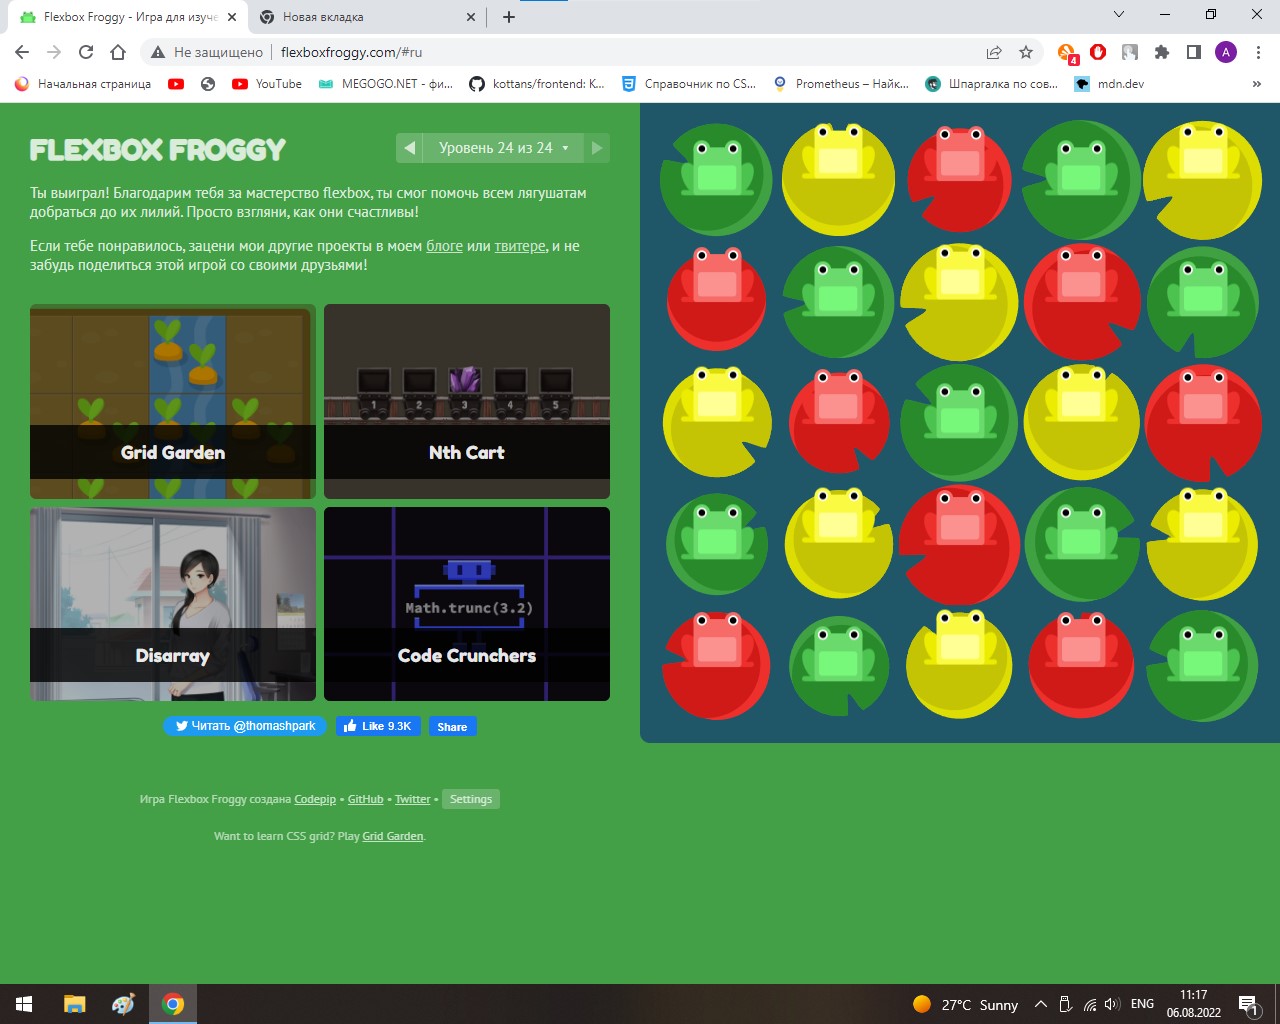 Flexbox Froggy - Игра для изуче
Новая вкладка
Не защищено
flexboxfroggy.com/#ru
4
A
Начальная страница
YouTube
MEGOGO.NET - фи...
kottans/frontend: K...
Справочник по CS...
Prometheus – Найк...
Шпаргалка по сов...
mdn.dev
»
FLEXBOX FROGGY
Уровень 24 из 24
Ты выиграл! Благодарим тебя за мастерство flexbox, ты смог помочь всем лягушатам
добраться до их лилий. Просто взгляни, как они счастливы!
Если тебе понравилось, зацени мои другие проекты в моем блоге или твитере, и не
забудь поделиться этой игрой со своими друзьями!
Grid Garden
1 2 3 4 5
Nth Cart
Disarray
Math.trunc(3.2)
Code Crunchers
Читать @thomashpark
Like 9.3K
Share
Игра Flexbox Froggy создана Codepip • GitHub • Twitter • Settings
Want to learn CSS grid? Play Grid Garden.
27°C Sunny
ENG
11:17
06.08.2022
1